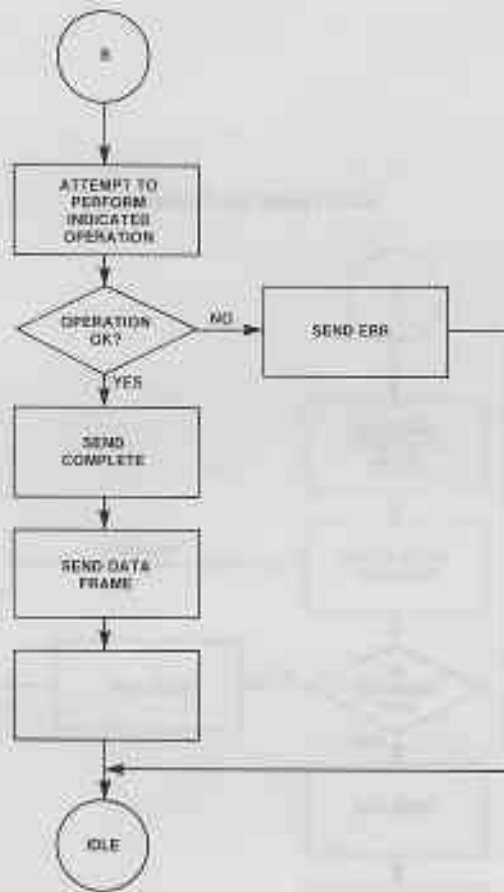 ATTEMPT TO
PERFORM
INDICATED
OPERATION
OPERATION
OK?
NO
SEND ERR
YES
SEND
COMPLETE
SEND DATA
FRAME
IDLE